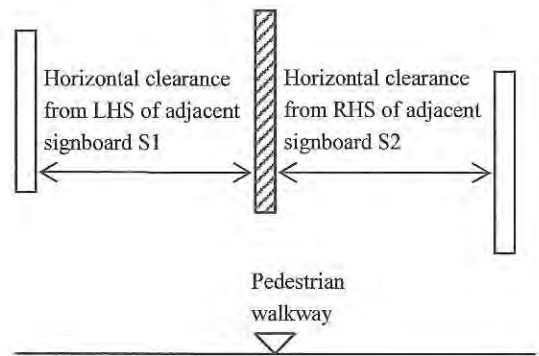 Horizontal clearance
from LHS of adjacent
signboard S1
Horizontal clearance
from RHS of adjacent
signboard S2
Pedestrian
walkway